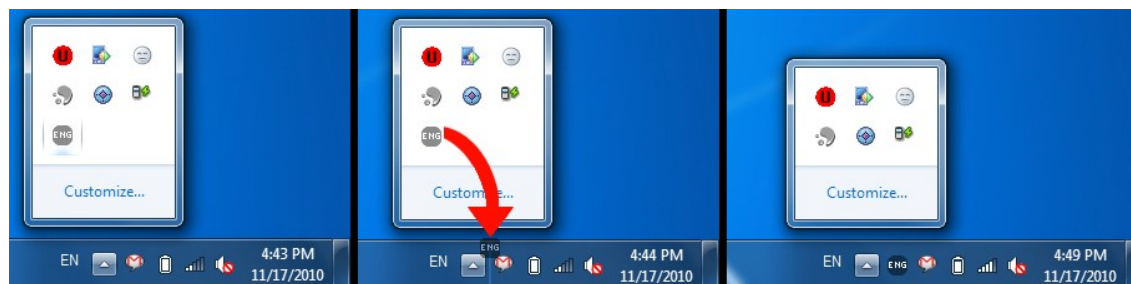 U
ENG
Customize...
EN
4:43 PM
11/17/2010
U
ENG
Customize...
EN
ENG
4:44 PM
11/17/2010
U
Customize...
EN
ENG
4:49 PM
11/17/2010